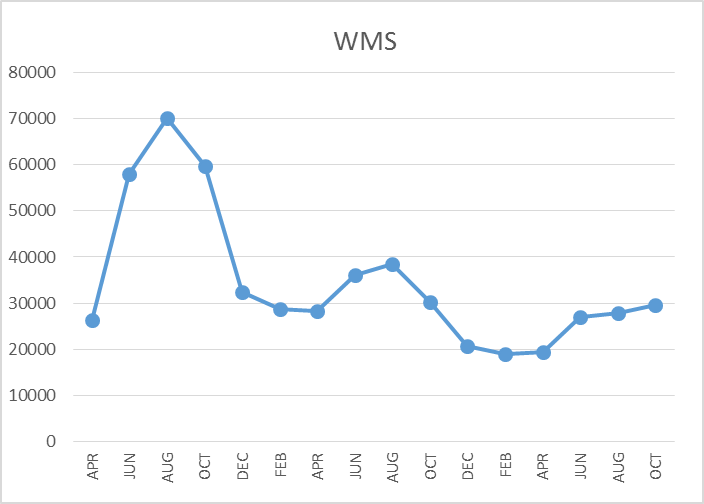 WMS
80000
70000
60000
50000
40000
30000
20000
10000
0
APR
JUN
AUG
OCT
DEC
FEB
APR
JUN
AUG
OCT
DEC
FEB
APR
JUN
AUG
OCT